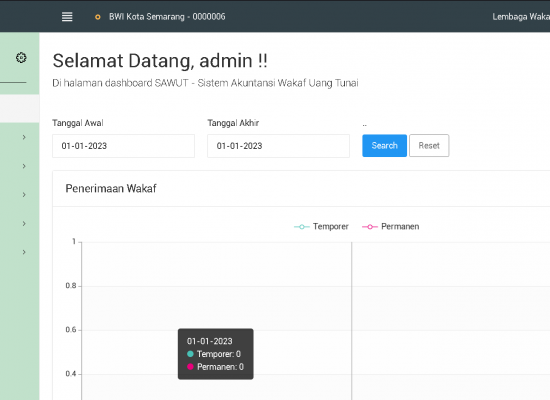 BWI Kota Semarang - 0000006
Lembaga Waka
Selamat Datang, admin !!
Di halaman dashboard SAWUT - Sistem Akuntansi Wakaf Uang Tunai
Tanggal Awal
Tanggal Akhir
..
01-01-2023
01-01-2023
Search
Reset
Penerimaan Wakaf
Temporer
Permanen
1
0.8
0.6
0.4
01-01-2023
Temporer: 0
Permanen: 0